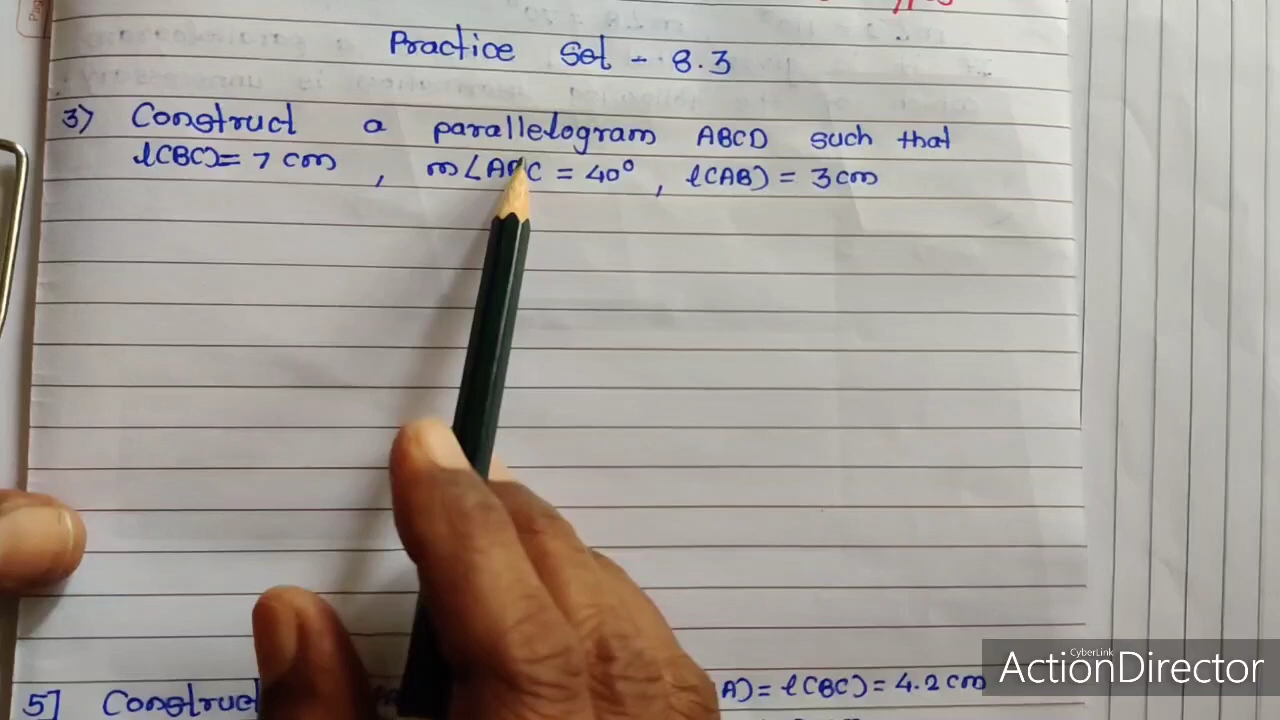 Practice Set - 8.3
3) Construct a parallelogram ABCD such that
l(BC) = 7 cm, m∠ABC = 40°, l(AB) = 3 cm
5] Construct A) = l(BC) = 4.2 cm
CyberLink
ActionDirector